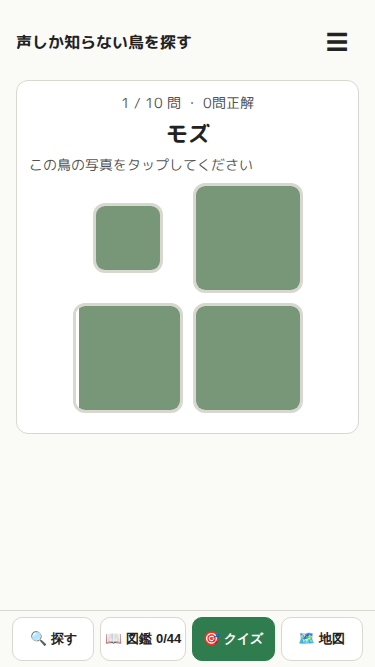 声しか知らない鳥を探す
1 / 10 問 · 0問正解
モズ
この鳥の写真をタップしてください
探す
図鑑 0/44
クイズ
地図